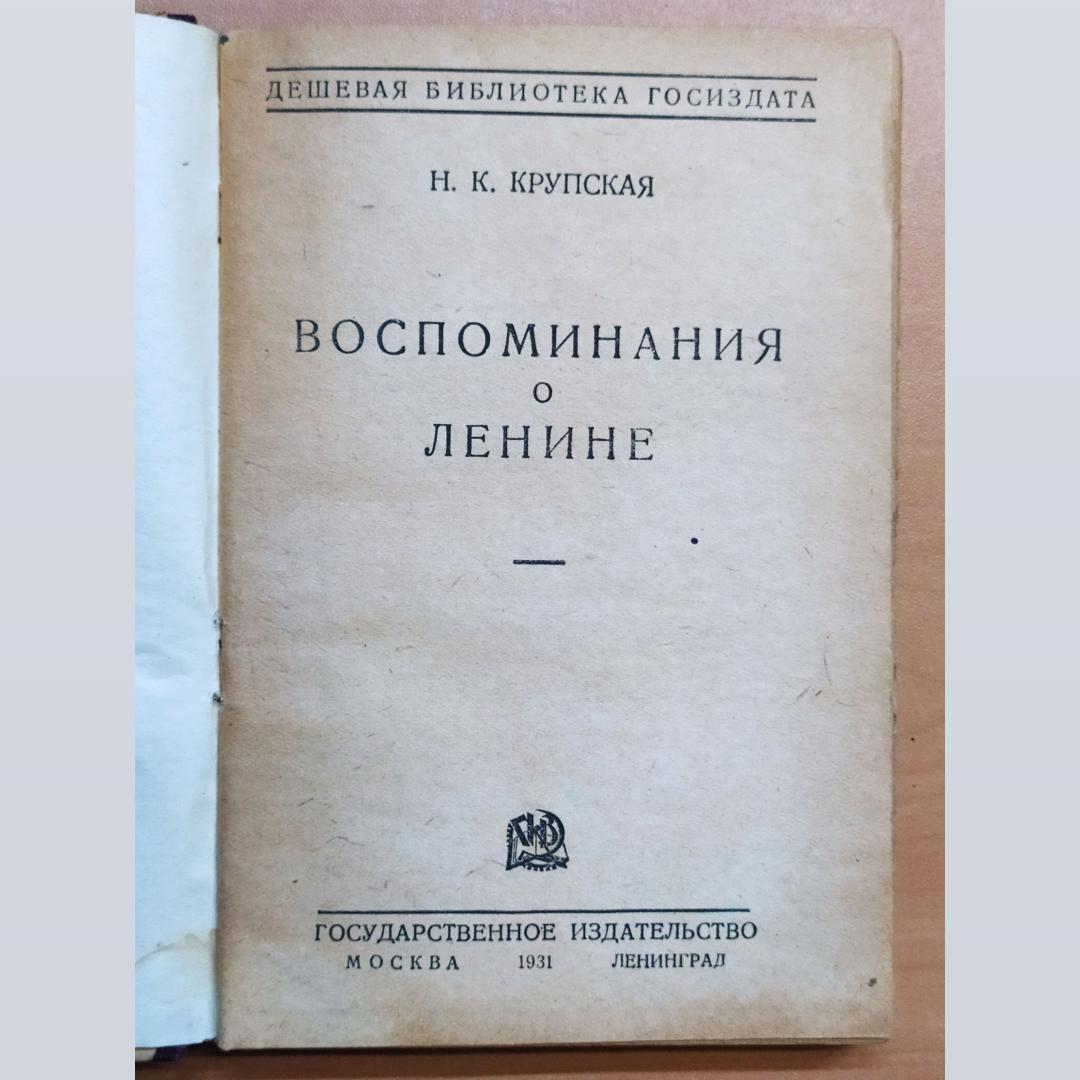 ДЕШЕВАЯ БИБЛИОТЕКА ГОСИЗДАТА
Н. К. КРУПСКАЯ
ВОСПОМИНАНИЯ
О
ЛЕНИНЕ
ГОСУДАРСТВЕННОЕ ИЗДАТЕЛЬСТВО
МОСКВА 1931 ЛЕНИНГРАД